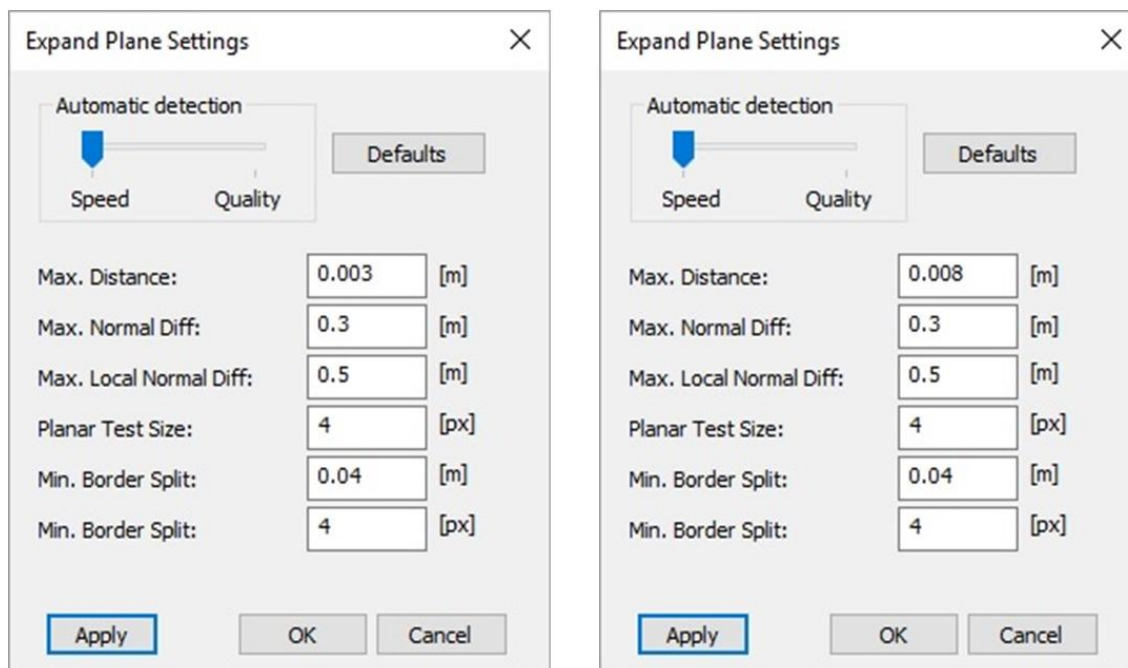 Expand Plane Settings
Automatic detection
Defaults
Speed Quality
Max. Distance: 0.003 [m]
Max. Normal Diff: 0.3 [m]
Max. Local Normal Diff: 0.5 [m]
Planar Test Size: 4 [px]
Min. Border Split: 0.04 [m]
Min. Border Split: 4 [px]
Apply OK Cancel
Expand Plane Settings
Automatic detection
Defaults
Speed Quality
Max. Distance: 0.008 [m]
Max. Normal Diff: 0.3 [m]
Max. Local Normal Diff: 0.5 [m]
Planar Test Size: 4 [px]
Min. Border Split: 0.04 [m]
Min. Border Split: 4 [px]
Apply OK Cancel